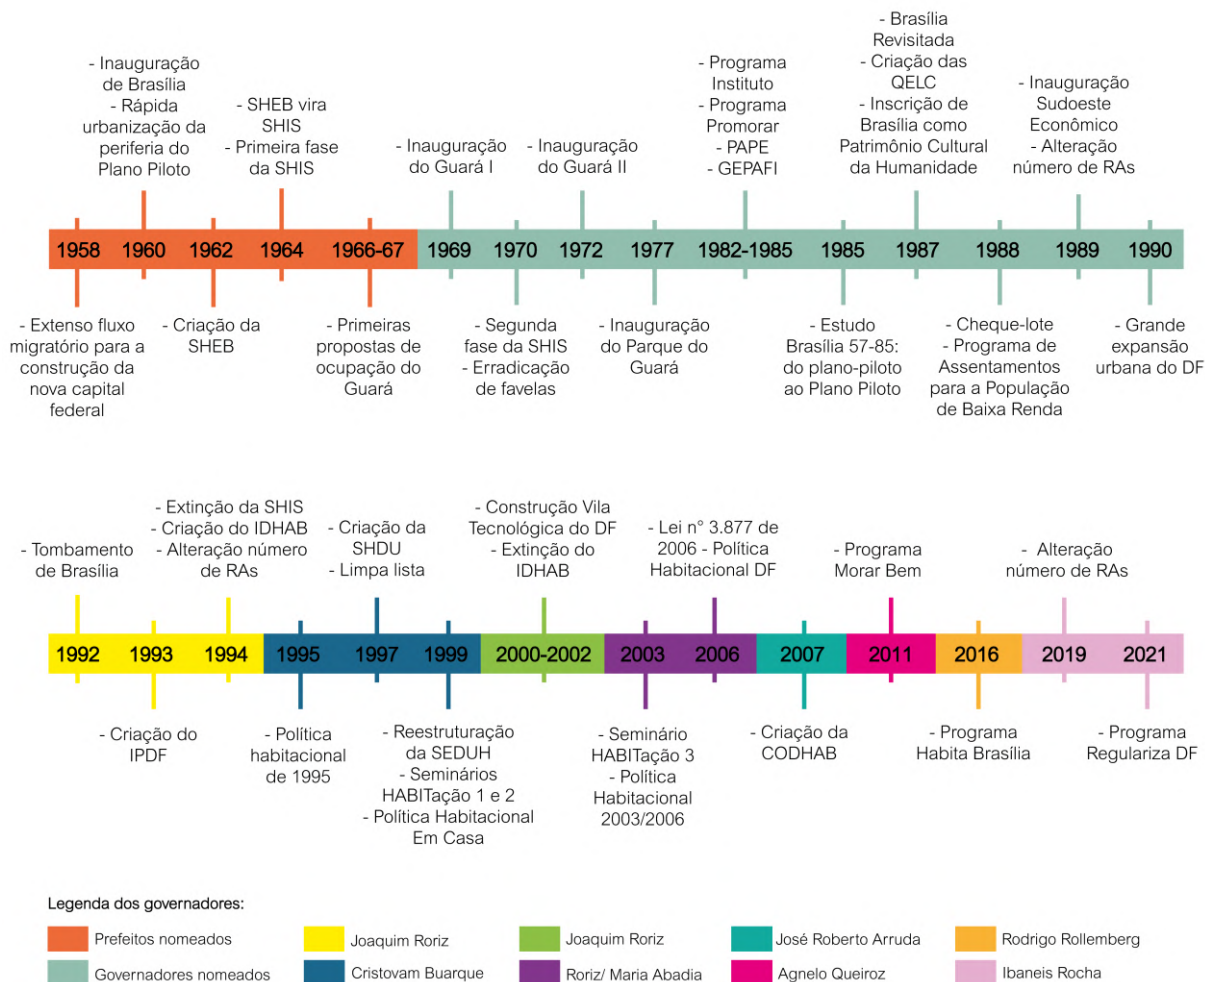 - Inauguração
de Brasília
- Rápida
urbanização da
periferia do
Plano Piloto
- SHEB vira
SHIS
- Primeira fase
da SHIS
- Inauguração
do Guará I
- Inauguração
do Guará II
- Programa
Instituto
- Programa
Promorar
- PAPE
- GEPAFI
- Brasília
Revisitada
- Criação das
QELC
- Inscrição de
Brasília como
Patrimônio Cultural
da Humanidade
- Inauguração
Sudoeste
Econômico
- Alteração
número de RAs
1958 1960 1962 1964 1966-67 1969 1970 1972 1977 1982-1985 1985 1987 1988 1989 1990
- Extenso fluxo
migratório para a
construção da
nova capital
federal
- Criação da
SHEB
- Primeiras
propostas de
ocupação do
Guará
- Segunda
fase da SHIS
- Erradicação
de favelas
- Inauguração
do Parque do
Guará
- Estudo
Brasília 57-85:
do plano-piloto
ao Plano Piloto
- Cheque-lote
- Programa de
Assentamentos
para a População
de Baixa Renda
- Grande
expansão
urbana do DF
- Tombamento
de Brasília
- Extinção da SHIS
- Criação do IDHAB
- Alteração número
de RAs
- Criação da
SHDU
- Limpa lista
- Construção Vila
Tecnológica do DF
- Extinção do
IDHAB
- Lei n° 3.877 de
2006 - Política
Habitacional DF
- Programa
Morar Bem
- Alteração
número de RAs
1992 1993 1994 1995 1997 1999 2000-2002 2003 2006 2007 2011 2016 2019 2021
- Criação do
IPDF
- Política
habitacional
de 1995
- Reestruturação
da SEDUH
- Seminários
HABITação 1 e 2
- Política Habitacional
Em Casa
- Seminário
HABITação 3
- Política
Habitacional
2003/2006
- Criação da
CODHAB
- Programa
Habita Brasília
- Programa
Regulariza DF
Legenda dos governadores:
Prefeitos nomeados
Joaquim Roriz
Joaquim Roriz
José Roberto Arruda
Rodrigo Rollemberg
Governadores nomeados
Cristovam Buarque
Roriz/ Maria Abadia
Agnelo Queiroz
Ibaneis Rocha